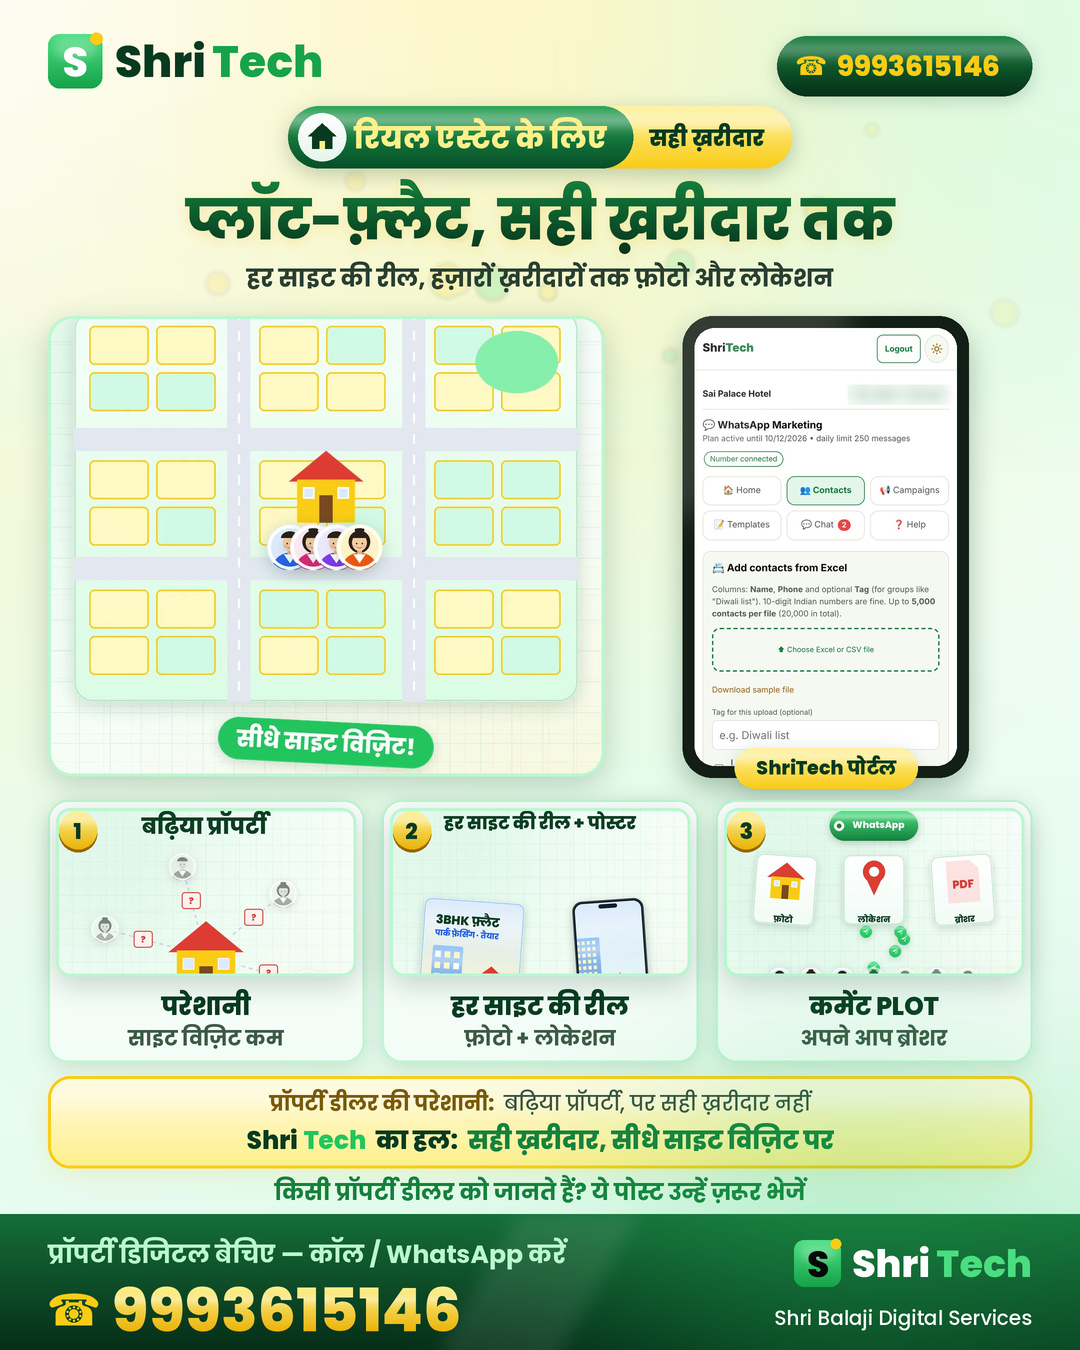 S Shri Tech
☎ 9993615146
रियल एस्टेट के लिए
सही ख़रीदार
प्लॉट-फ़्लैट, सही ख़रीदार तक
हर साइट की रील, हज़ारों ख़रीदारों तक फ़ोटो और लोकेशन
सीधे साइट विज़िट!
ShriTech
Logout
Sai Palace Hotel
WhatsApp Marketing
Plan active until 10/12/2026 • daily limit 250 messages
Number connected
Home
Contacts
Campaigns
Templates
Chat 2
Help
Add contacts from Excel
Columns: Name, Phone and optional Tag (for groups like
"Diwali list"). 10-digit Indian numbers are fine. Up to 5,000
contacts per file (20,000 in total).
Choose Excel or CSV file
Download sample file
Tag for this upload (optional)
e.g. Diwali list
ShriTech पोर्टल
1
बढ़िया प्रॉपर्टी
?
?
?
?
परेशानी
साइट विज़िट कम
2
हर साइट की रील + पोस्टर
3BHK फ़्लैट
पार्क फ़ेसिंग · तैयार
हर साइट की रील
फ़ोटो + लोकेशन
3
WhatsApp
फ़ोटो
लोकेशन
PDF
ब्रोशर
कमेंट PLOT
अपने आप ब्रोशर
प्रॉपर्टी डीलर की परेशानी: बढ़िया प्रॉपर्टी, पर सही ख़रीदार नहीं
Shri Tech का हल: सही ख़रीदार, सीधे साइट विज़िट पर
किसी प्रॉपर्टी डीलर को जानते हैं? ये पोस्ट उन्हें ज़रूर भेजें
प्रॉपर्टी डिजिटल बेचिए — कॉल / WhatsApp करें
☎ 9993615146
S Shri Tech
Shri Balaji Digital Services